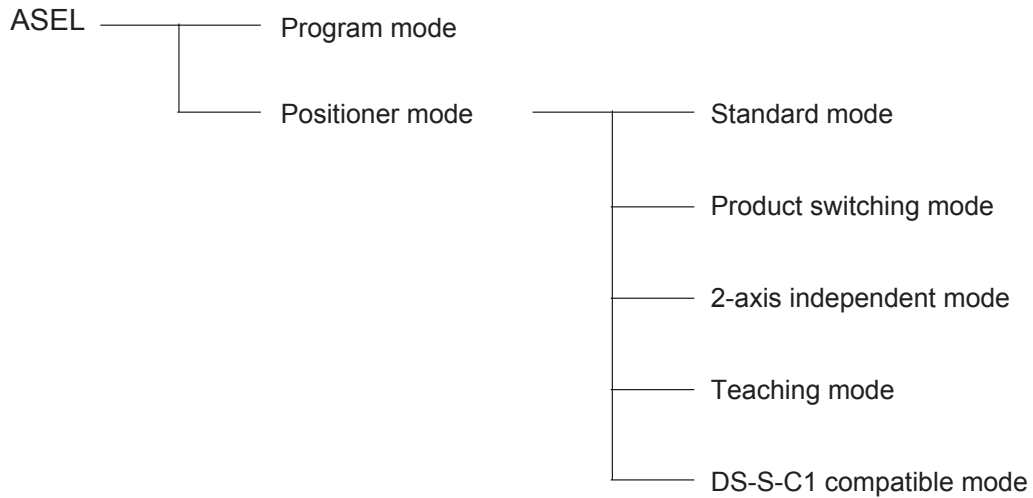 ASEL
Program mode
Positioner mode
Standard mode
Product switching mode
2-axis independent mode
Teaching mode
DS-S-C1 compatible mode